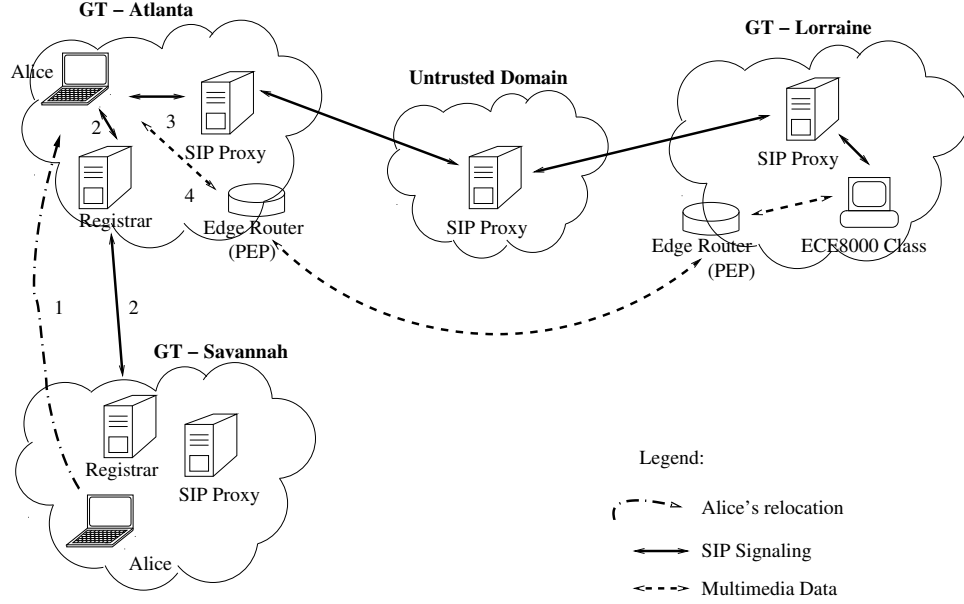 GT – Atlanta
GT – Lorraine
Untrusted Domain
Alice
2
3
SIP Proxy
SIP Proxy
4
Registrar
Edge Router
(PEP)
SIP Proxy
Edge Router
(PEP)
ECE8000 Class
1
2
GT – Savannah
Registrar
SIP Proxy
Alice
Legend:
Alice's relocation
SIP Signaling
Multimedia Data